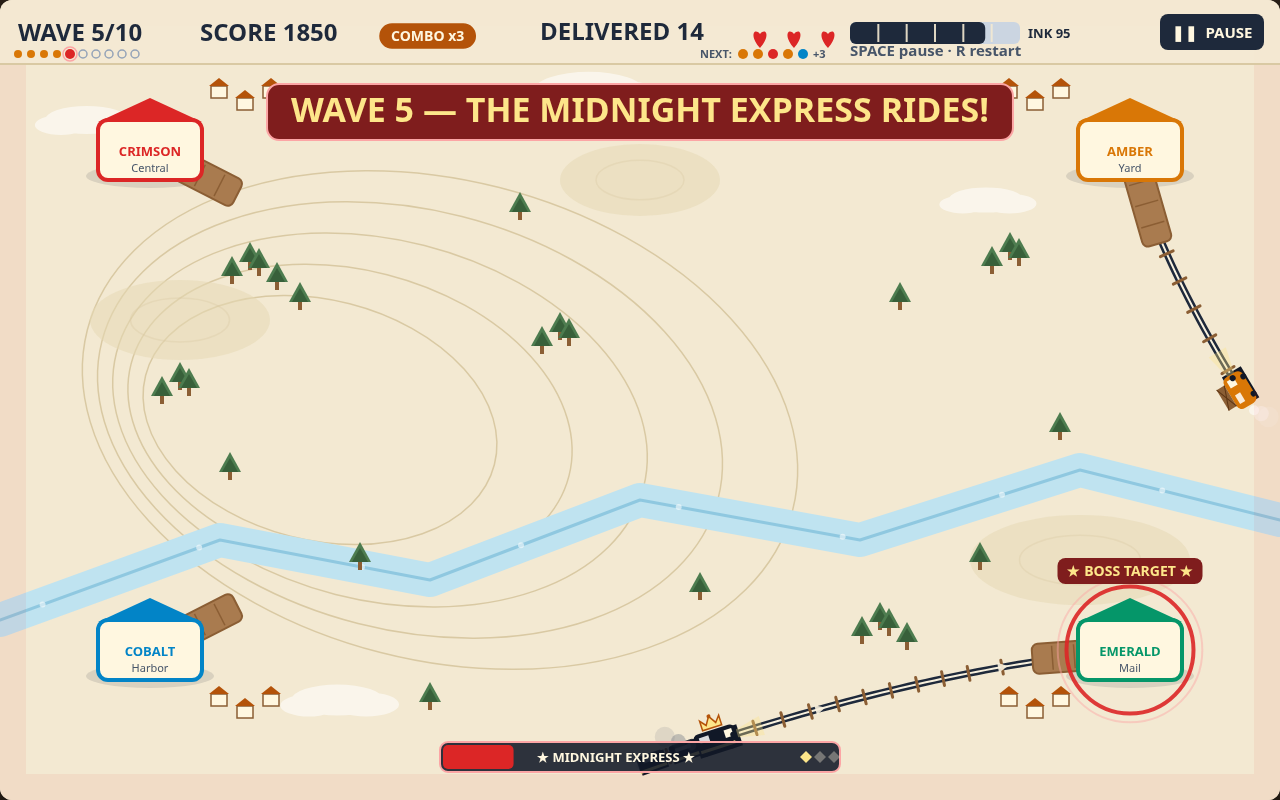 WAVE 5/10
SCORE 1850
COMBO x3
DELIVERED 14
NEXT:
+3
INK 95
SPACE pause · R restart
PAUSE
WAVE 5 — THE MIDNIGHT EXPRESS RIDES!
CRIMSON
Central
AMBER
Yard
★ BOSS TARGET ★
COBALT
Harbor
EMERALD
Mail
★ MIDNIGHT EXPRESS ★